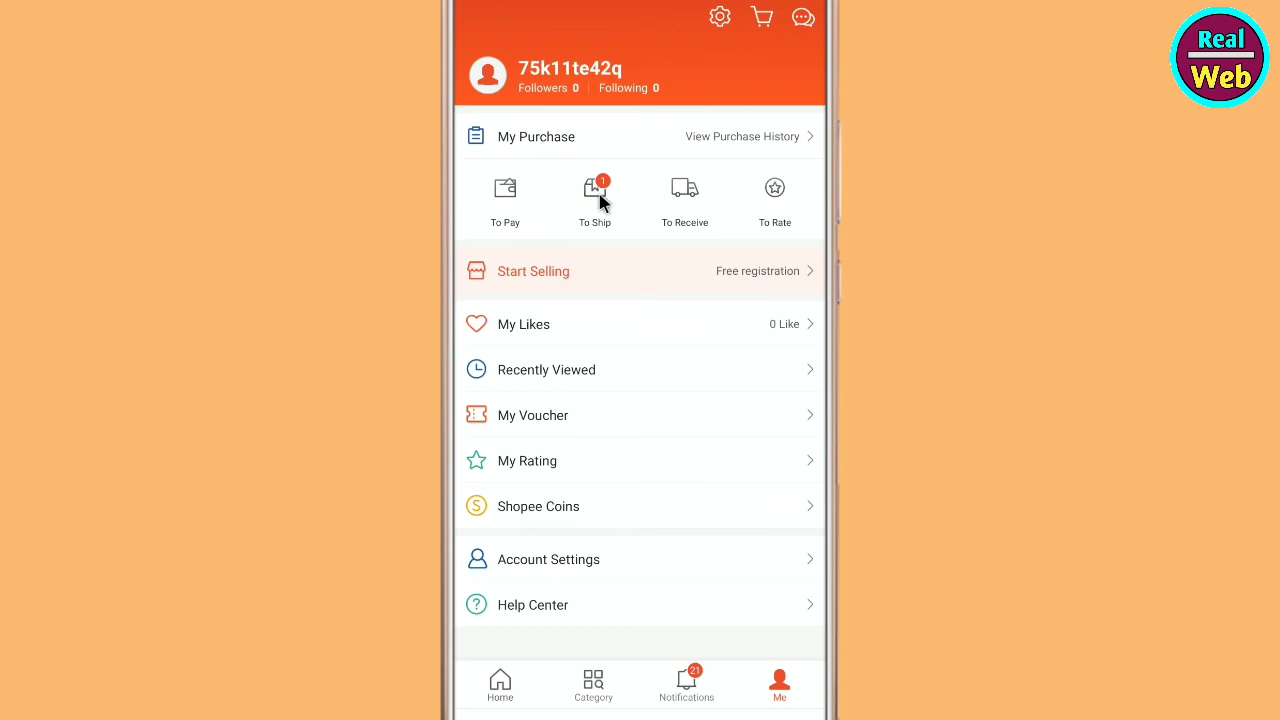 Real
Web
75k11te42q
Followers 0 Following 0
My Purchase View Purchase History
1
To Pay To Ship To Receive To Rate
Start Selling Free registration
My Likes 0 Like
Recently Viewed
My Voucher
My Rating
S Shopee Coins
Account Settings
? Help Center
21
Home Category Notifications Me